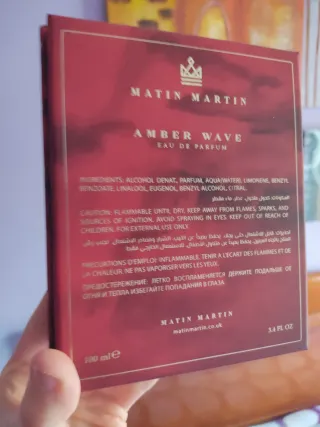 MATIN MARTIN
AMBER WAVE
EAU DE PARFUM
INGREDIENTS: ALCOHOL DENAT, PARFUM, AQUA(WATER), LIMONENE, BENZYL
BENZOATE, LINALOOL, EUGENOL, BENZYL ALCOHOL, CITRAL.
CAUTION: FLAMMABLE UNTIL DRY, KEEP AWAY FROM FLAMES, SPARKS, AND
SOURCES OF IGNITION. AVOID SPRAYING IN EYES. KEEP OUT OF REACH OF
CHILDREN. FOR EXTERNAL USE ONLY.
PRECAUTIONS D'EMPLOI: INFLAMMABLE. TENIR A L'ECART DES FLAMMES ET DE
LA CHALEUR. NE PAS VAPORISER VERS LES YEUX.
ПРЕДОСТЕРЕЖЕНИЕ: ЛЕГКО ВОСПЛАМЕНЯЕТСЯ ДЕРЖИТЕ ПОДАЛЬШЕ ОТ
ОГНЯ И ТЕПЛА ИЗБЕГАЙТЕ ПОПАДАНИЯ В ГЛАЗА
MATIN MARTIN
matinmartin.co.uk
100 ml e
3.4 FL OZ